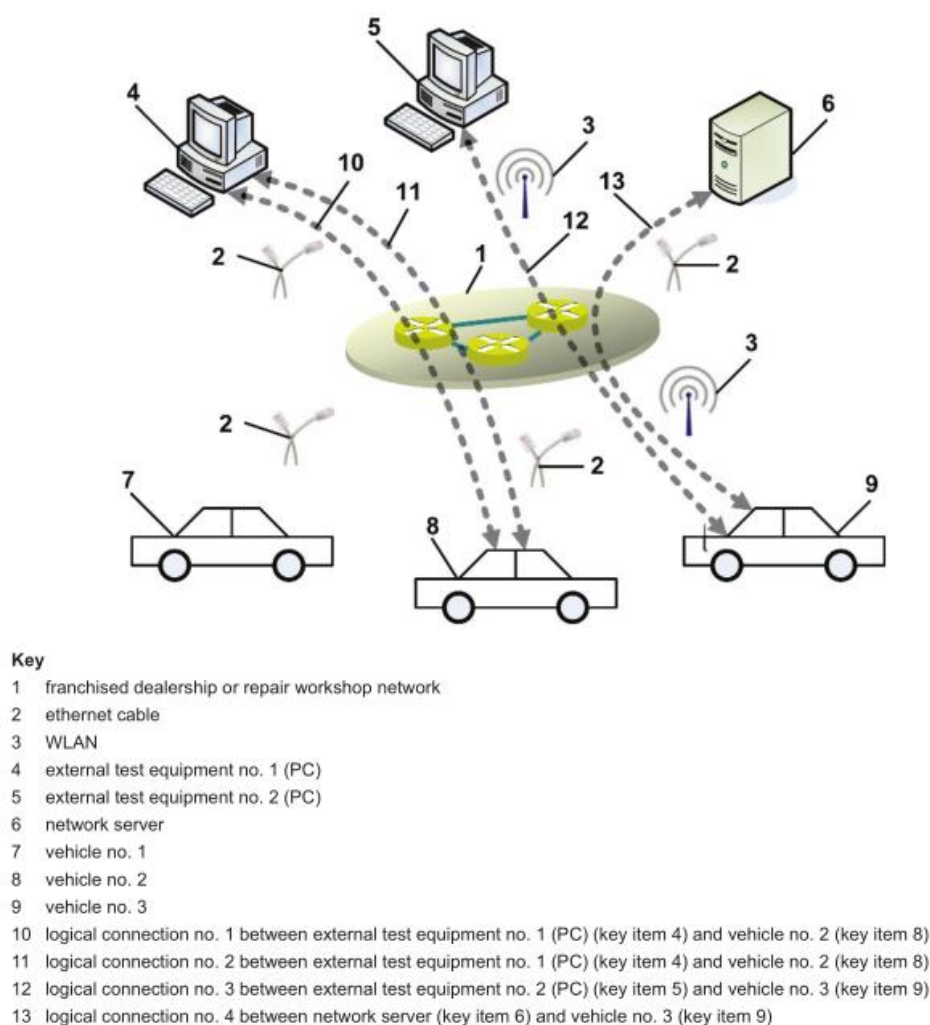 5
4
6
3
10
13
11
12
2
1
2
3
2
2
7
9
8
Key
1 franchised dealership or repair workshop network
2 ethernet cable
3 WLAN
4 external test equipment no. 1 (PC)
5 external test equipment no. 2 (PC)
6 network server
7 vehicle no. 1
8 vehicle no. 2
9 vehicle no. 3
10 logical connection no. 1 between external test equipment no. 1 (PC) (key item 4) and vehicle no. 2 (key item 8)
11 logical connection no. 2 between external test equipment no. 1 (PC) (key item 4) and vehicle no. 2 (key item 8)
12 logical connection no. 3 between external test equipment no. 2 (PC) (key item 5) and vehicle no. 3 (key item 9)
13 logical connection no. 4 between network server (key item 6) and vehicle no. 3 (key item 9)